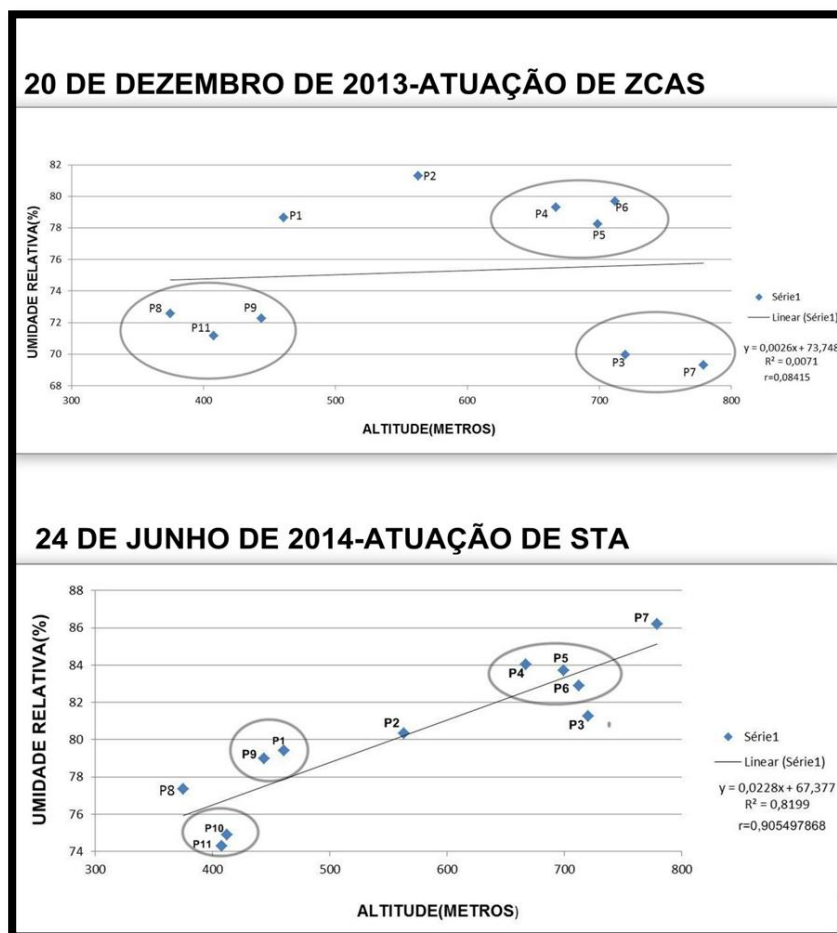 20 DE DEZEMBRO DE 2013-ATUAÇÃO DE ZCAS
UMIDADE RELATIVA(%)
82
80
78
76
74
72
70
68
P2
P1
P4
P6
P5
P8
P9
P11
P3
P7
300
400
500
600
700
800
ALTITUDE(METROS)
Série1
Linear (Série1)
y = 0,0026x + 73,748
R² = 0,0071
r=0,08415
24 DE JUNHO DE 2014-ATUAÇÃO DE STA
UMIDADE RELATIVA(%)
88
86
84
82
80
78
76
74
P7
P5
P4
P6
P3
P2
P1
P9
P8
P10
P11
300
400
500
600
700
800
ALTITUDE(METROS)
Série1
Linear (Série1)
y = 0,0228x + 67,377
R² = 0,8199
r=0,905497868